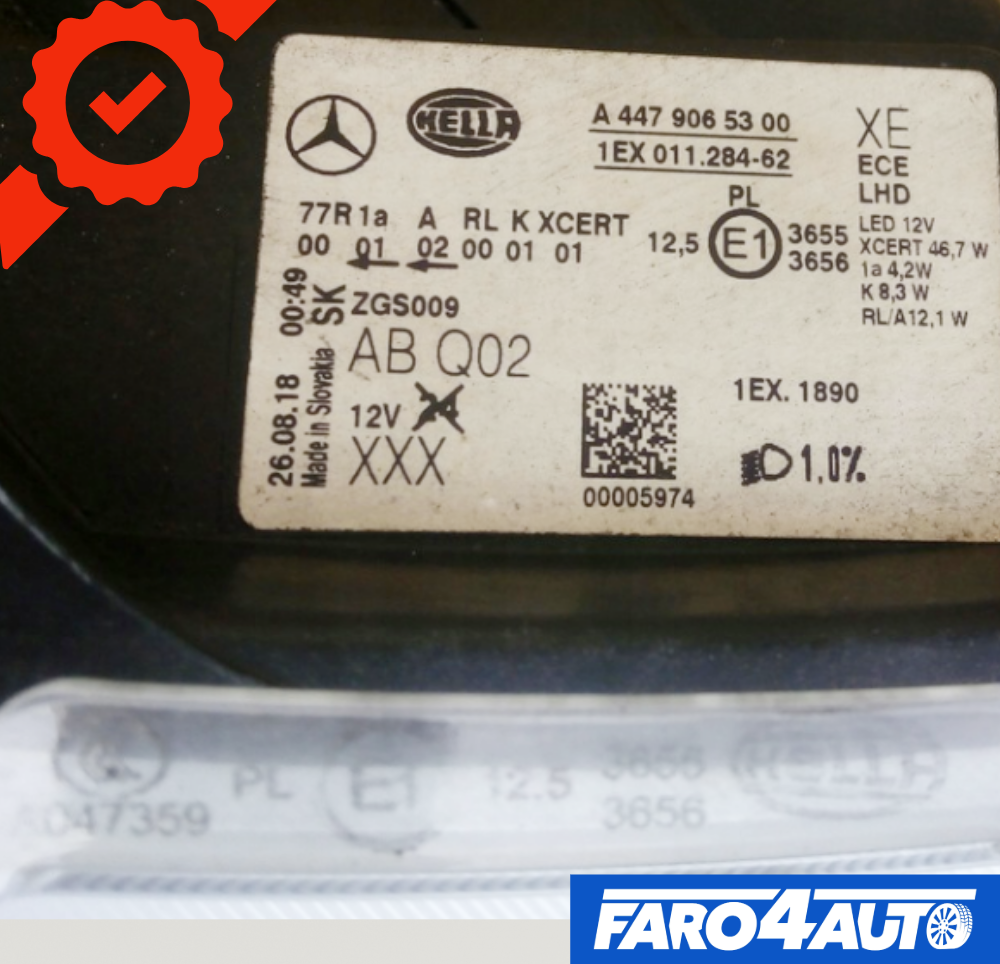 HELLA
A 447 906 53 00
1EX 011.284-62
XE
ECE
LHD
PL
77R 1a A RL K XCERT
00 01 02 00 01 01
12,5 E1 3655
3656
LED 12V
XCERT 46,7 W
1a 4,2W
K 8,3 W
RL/A12,1 W
26.08.18 00:49
Made in Slovakia SK
ZGS009
AB Q02
12V
XXX
00005974
1EX. 1890
1,0%
PL E1 12.5 HELLA
047359 3656
FARO4AUTO